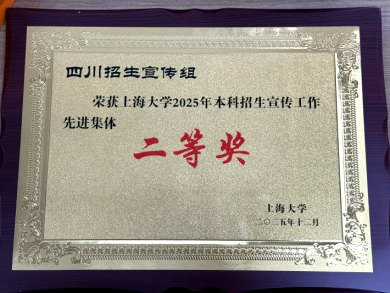 四川招生宣传组
荣获上海大学2025年本科招生宣传工作
先进集体
二等奖
上海大学
二〇二五年十二月